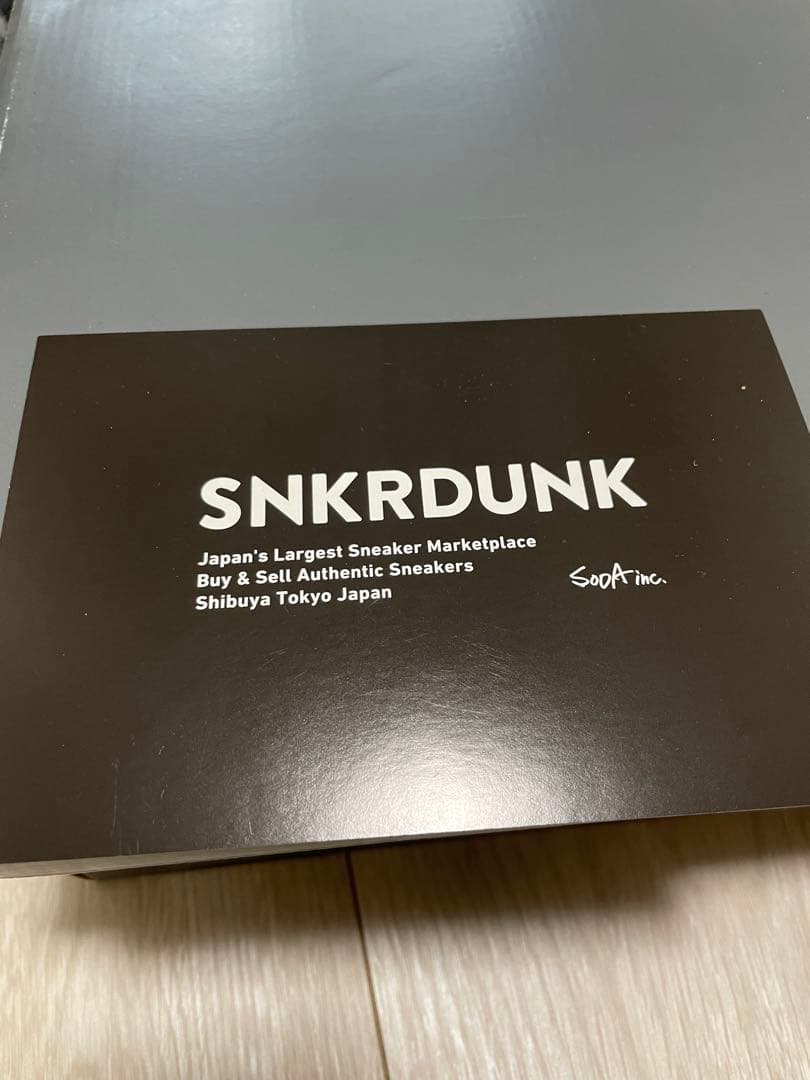 SNKRDUNK
Japan's Largest Sneaker Marketplace
Buy & Sell Authentic Sneakers
Shibuya Tokyo Japan
SODA inc.